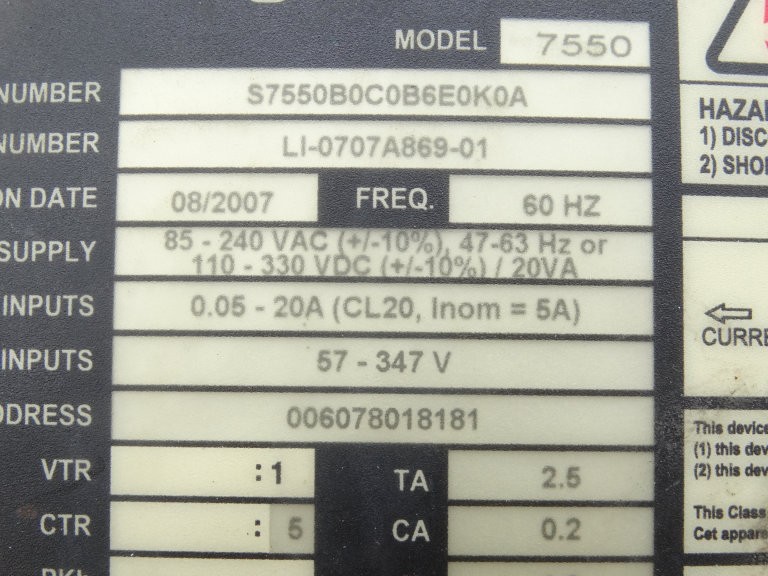 MODEL 7550
NUMBER S7550B0C0B6E0K0A
NUMBER LI-0707A869-01
ON DATE 08/2007 FREQ. 60 HZ
SUPPLY 85 - 240 VAC (+/-10%), 47-63 Hz or
110 - 330 VDC (+/-10%) / 20VA
INPUTS 0.05 - 20A (CL20, Inom = 5A)
INPUTS 57 - 347 V
DDRESS 006078018181
VTR :1 TA 2.5
CTR : 5 CA 0.2
HAZA
1) DISC
2) SHO
CURRE
This device
(1) this dev
(2) this dev
This Class
Cet appare